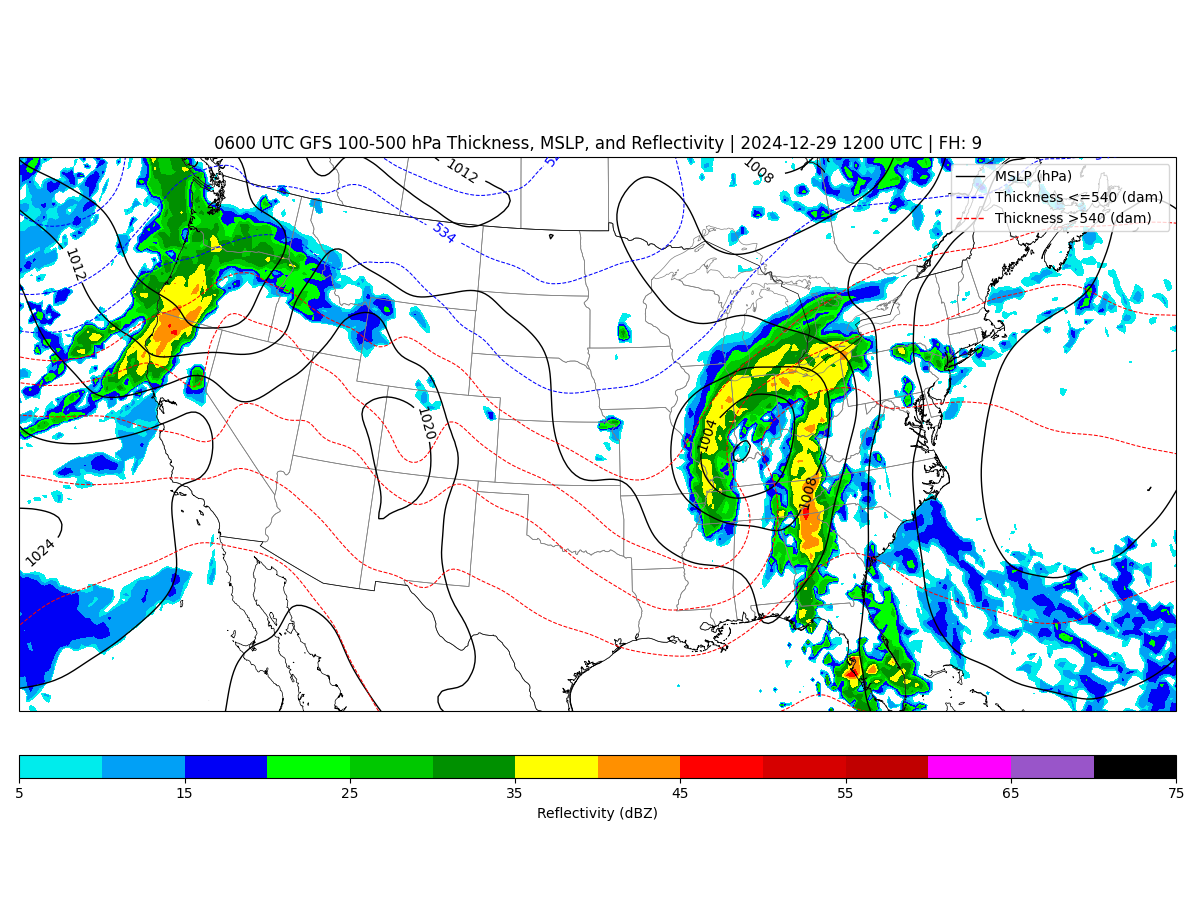 0600 UTC GFS 100-500 hPa Thickness, MSLP, and Reflectivity | 2024-12-29 1200 UTC | FH: 9
1012
1008
MSLP (hPa)
Thickness <=540 (dam)
Thickness >540 (dam)
534
1012
1020
1004
1008
1024
5 15 25 35 45 55 65 75
Reflectivity (dBZ)